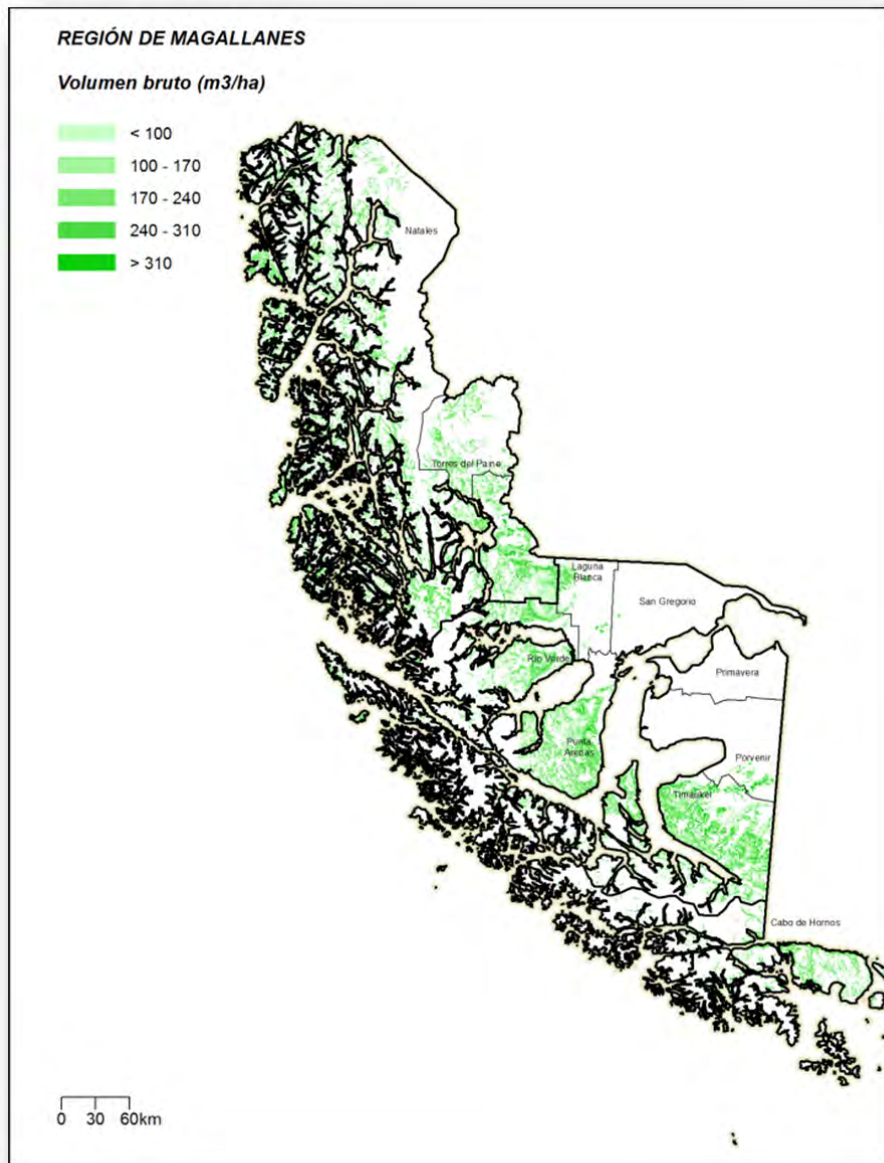 REGIÓN DE MAGALLANES
Volumen bruto (m3/ha)
< 100
100 - 170
170 - 240
240 - 310
> 310
Natales
Torres del Paine
Laguna
Blanca
San Gregorio
Río Verde
Primavera
Punta
Arenas
Porvenir
Timaukel
Cabo de Hornos
0 30 60km